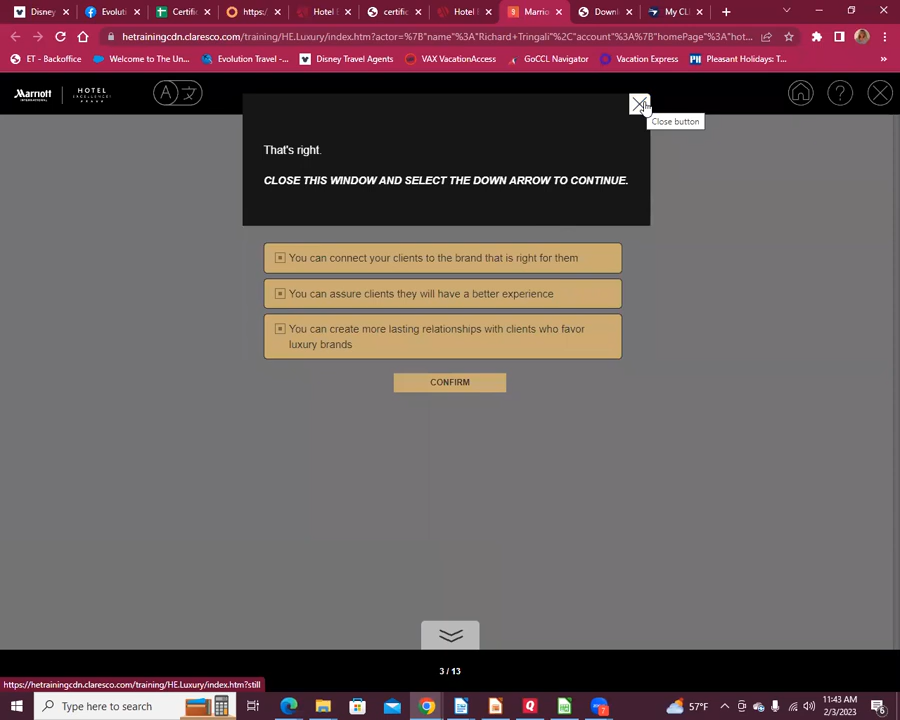 Disney
Evoluti
Certific
https:/
Hotel E
certific
Hotel E
Marrio
Downl
My CL
hetrainingcdn.claresco.com/training/HE.Luxury/index.htm?actor=%7B"name"%3A"Richard+Tringali"%2C"account"%3A%7B"homePage"%3A"hot...
ET - Backoffice
Welcome to The Un...
Evolution Travel -...
Disney Travel Agents
VAX VacationAccess
GoCCL Navigator
Vacation Express
Pleasant Holidays: T...
»
Marriott
INTERNATIONAL
HOTEL
EXCELLENCE
A 文
?
Close button
That's right.
CLOSE THIS WINDOW AND SELECT THE DOWN ARROW TO CONTINUE.
You can connect your clients to the brand that is right for them
You can assure clients they will have a better experience
You can create more lasting relationships with clients who favor
luxury brands
CONFIRM
3 / 13
https://hetrainingcdn.claresco.com/training/HE.Luxury/index.htm?still
Type here to search
57°F
11:43 AM
2/3/2023
6